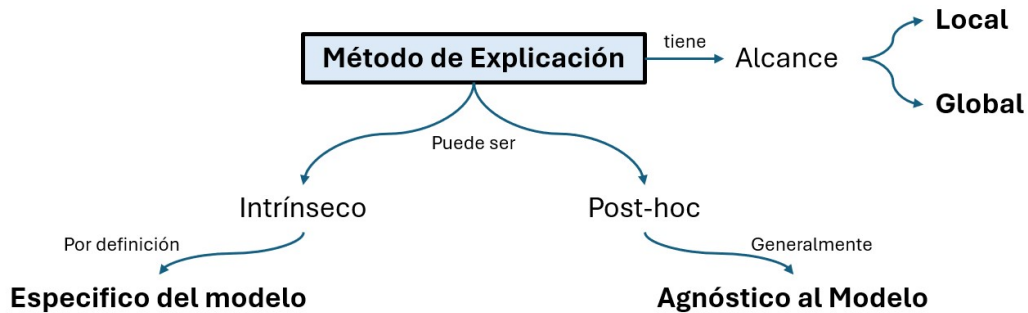 Local
Método de Explicación
tiene
Alcance
Global
Puede ser
Intrínseco
Post-hoc
Por definición
Generalmente
Especifico del modelo
Agnóstico al Modelo